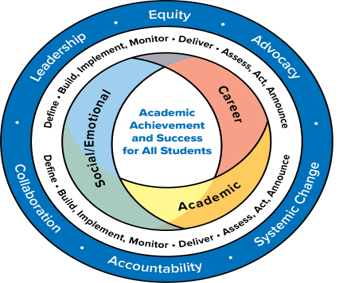 Leadership • Equity • Advocacy
Define • Build, Implement, Monitor • Deliver • Assess, Act, Announce
Social/Emotional
Career
Academic
Academic
Achievement
and Success
for All Students
Define • Build, Implement, Monitor • Deliver • Assess, Act, Announce
Collaboration • Accountability • Systemic Change